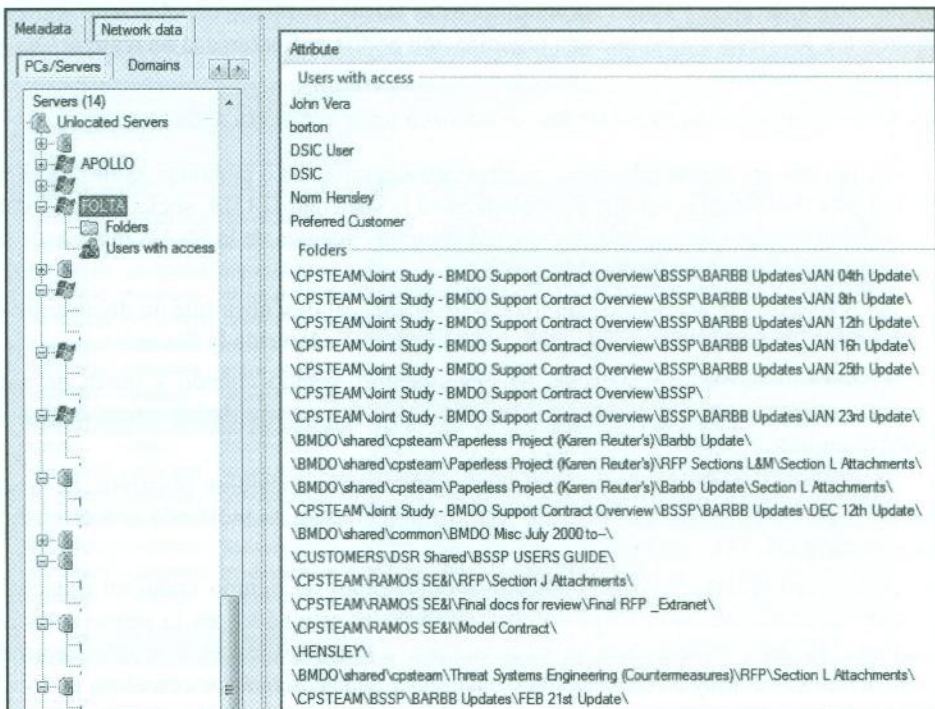 Metadata
Network data
PCs/Servers
Domains
Servers (14)
Unlocated Servers
APOLLO
FOLTA
Folders
Users with access
Attribute
Users with access
John Vera
borton
DSIC User
DSIC
Norm Hensley
Preferred Customer
Folders
\CPSTEAM\Joint Study - BMDO Support Contract Overview\BSSP\BARBB Updates\JAN 04th Update\
\CPSTEAM\Joint Study - BMDO Support Contract Overview\BSSP\BARBB Updates\JAN 8th Update\
\CPSTEAM\Joint Study - BMDO Support Contract Overview\BSSP\BARBB Updates\JAN 12th Update\
\CPSTEAM\Joint Study - BMDO Support Contract Overview\BSSP\BARBB Updates\JAN 16h Update\
\CPSTEAM\Joint Study - BMDO Support Contract Overview\BSSP\BARBB Updates\JAN 25th Update\
\CPSTEAM\Joint Study - BMDO Support Contract Overview\BSSP\
\CPSTEAM\Joint Study - BMDO Support Contract Overview\BSSP\BARBB Updates\JAN 23rd Update\
\BMDO\shared\cpsteam\Paperless Project (Karen Reuter's)\Barbb Update\
\BMDO\shared\cpsteam\Paperless Project (Karen Reuter's)\RFP Sections L&M\Section L Attachments\
\BMDO\shared\cpsteam\Paperless Project (Karen Reuter's)\Barbb Update\Section L Attachments\
\CPSTEAM\Joint Study - BMDO Support Contract Overview\BSSP\BARBB Updates\DEC 12th Update\
\BMDO\shared\common\BMDO Misc July 2000 to--\
\CUSTOMERS\DSR Shared\BSSP USERS GUIDE\
\CPSTEAM\RAMOS SE&I\RFP\Section J Attachments\
\CPSTEAM\RAMOS SE&I\Final docs for review\Final RFP _Extranet\
\CPSTEAM\RAMOS SE&I\Model Contract\
\HENSLEY\
\BMDO\shared\cpsteam\Threat Systems Engineering (Countermeasures)\RFP\Section L Attachments\
\CPSTEAM\BSSP\BARBB Updates\FEB 21st Update\